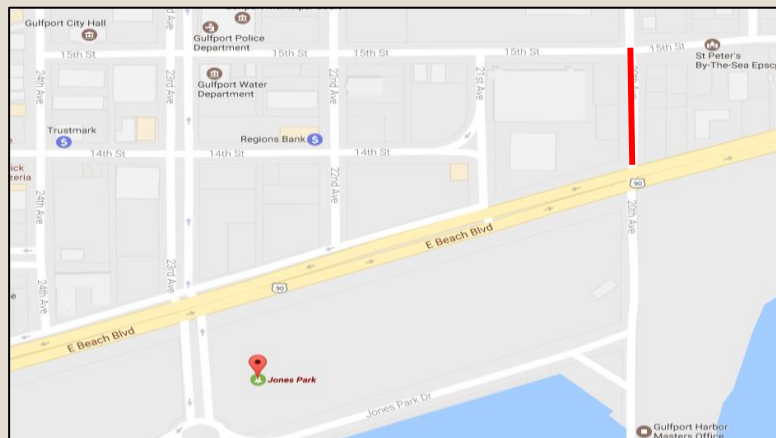 Gulfport City Hall
Gulfport Police
Department
15th St
15th St
15th St
15th St
St Peter's
By-The-Sea Epscp
Gulfport Water
Department
24th Ave
23rd Ave
22nd Ave
21st Ave
Trustmark
Regions Bank
14th St
14th St
14th St
24th Ave
22nd Ave
20th Ave
90
E Beach Blvd
23rd Ave
24th Ave
90
E Beach Blvd
Jones Park
Jones Park Dr
Gulfport Harbor
Masters Office